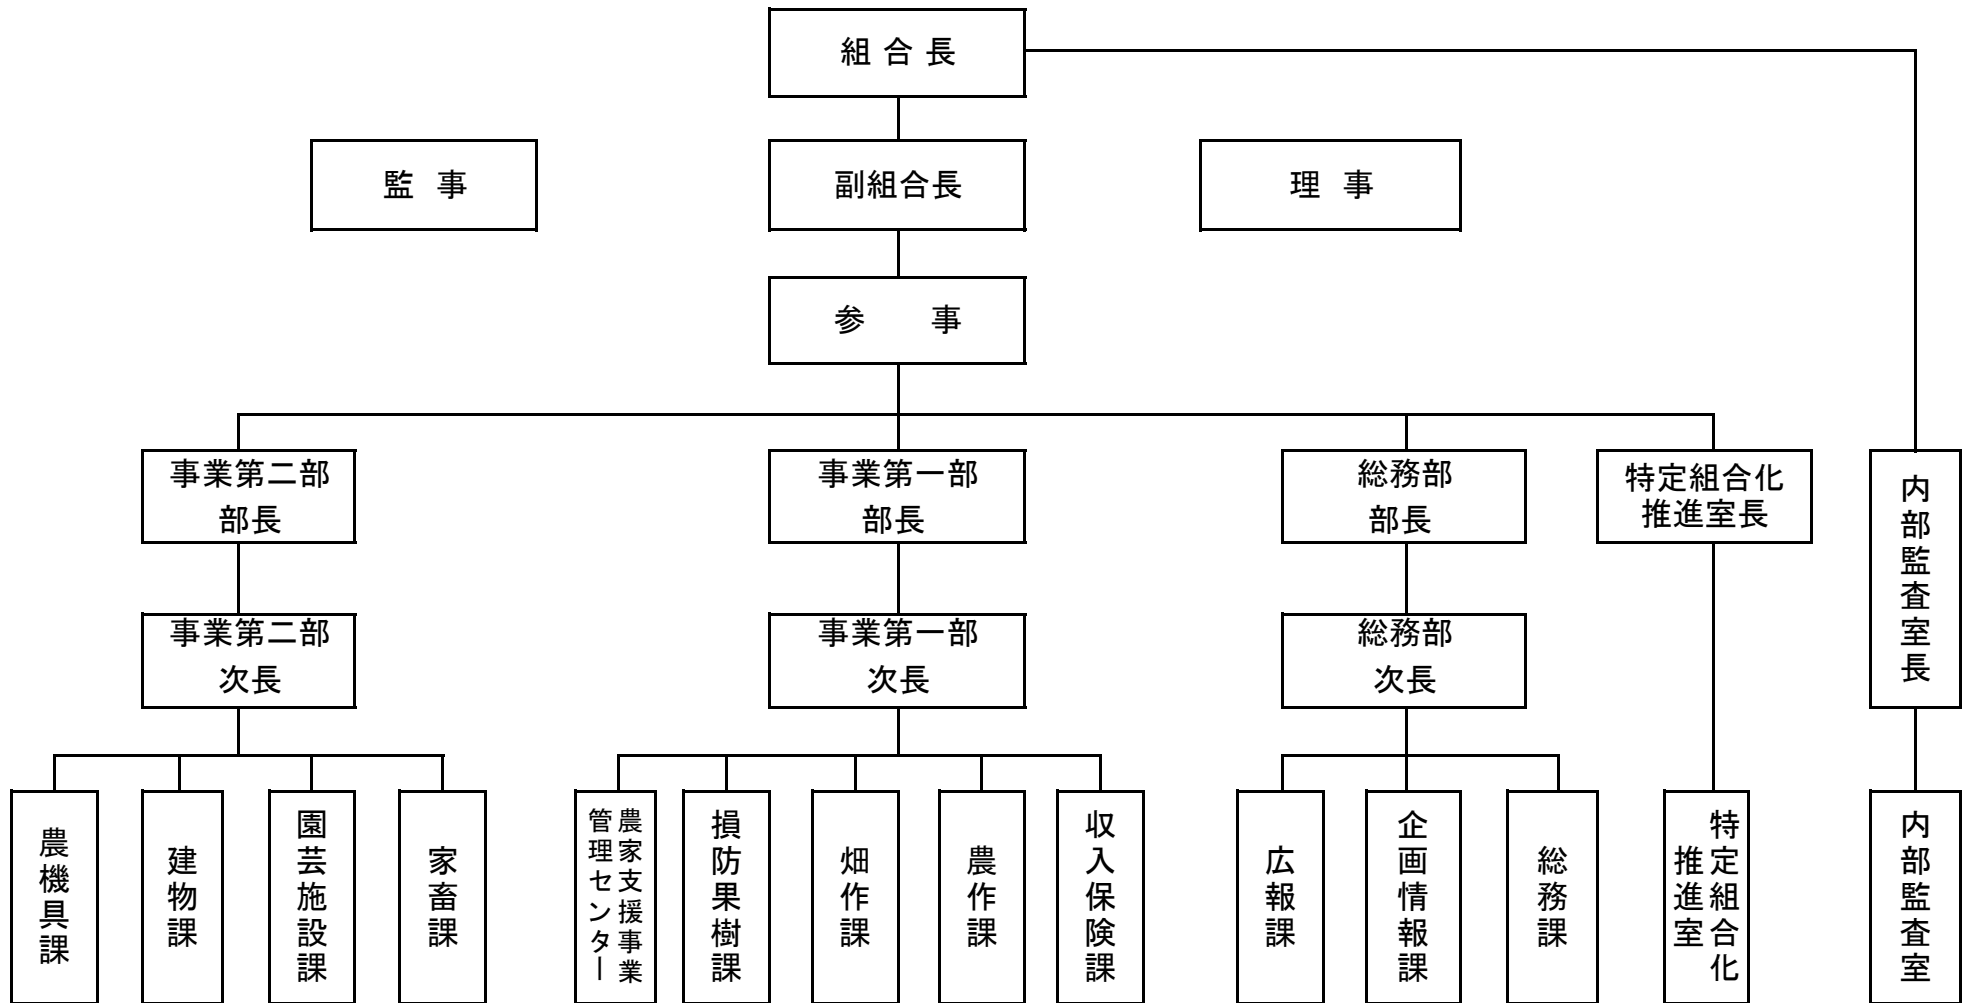 組合長
監事
副組合長
理事
参事
事業第二部
部長
事業第一部
部長
総務部
部長
特定組合化
推進室長
内部監査室長
事業第二部
次長
事業第一部
次長
総務部
次長
農機具課
建物課
園芸施設課
家畜課
農家支援事業
管理センター
損防果樹課
畑作課
農作課
収入保険課
広報課
企画情報課
総務課
特定組合化
推進室
内部監査室